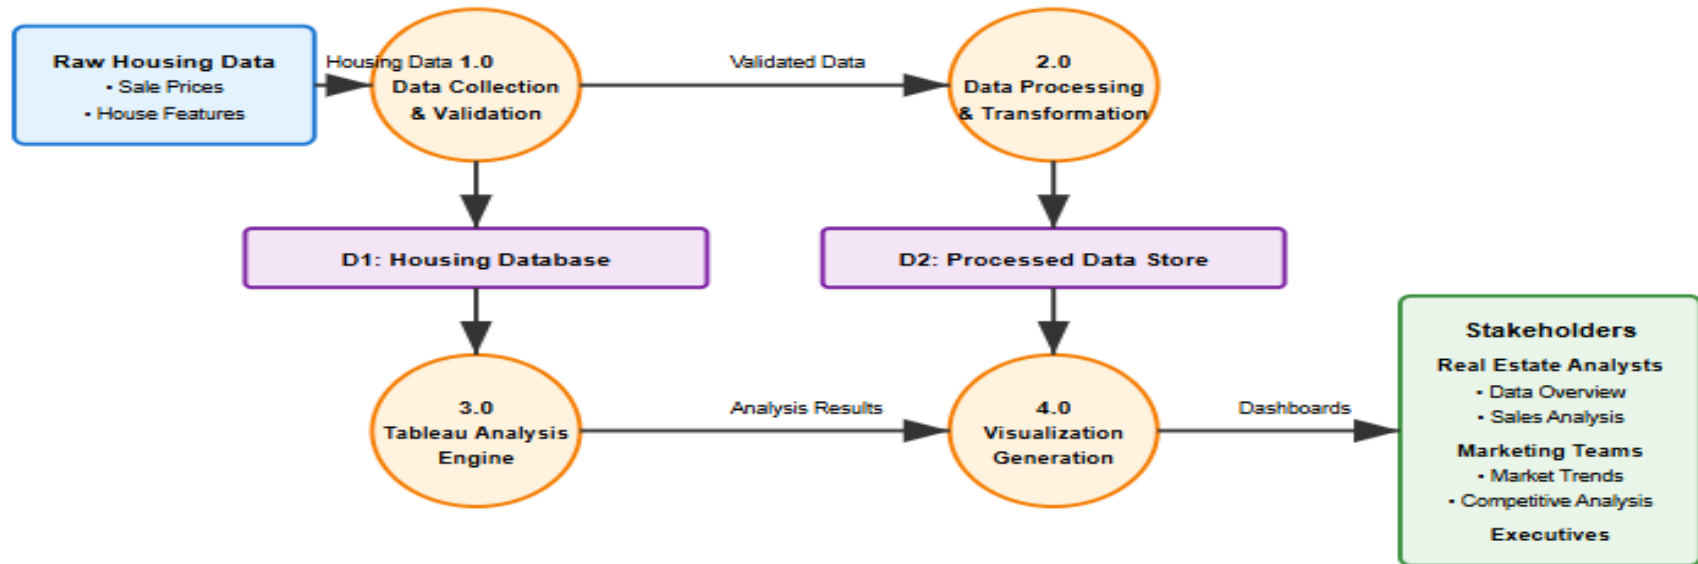 Raw Housing Data
• Sale Prices
• House Features
Housing Data
1.0
Data Collection
& Validation
Validated Data
2.0
Data Processing
& Transformation
D1: Housing Database
D2: Processed Data Store
3.0
Tableau Analysis
Engine
Analysis Results
4.0
Visualization
Generation
Dashboards
Stakeholders
Real Estate Analysts
• Data Overview
• Sales Analysis
Marketing Teams
• Market Trends
• Competitive Analysis
Executives